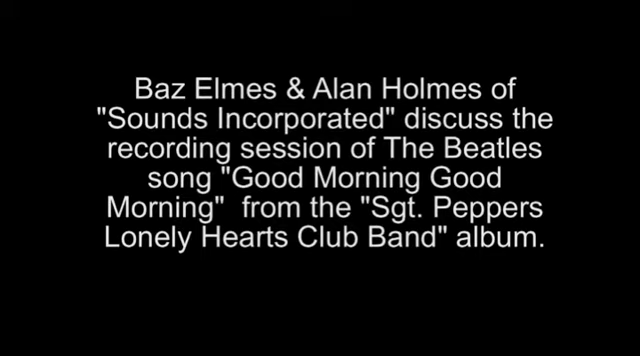 Baz Elmes & Alan Holmes of
"Sounds Incorporated" discuss the
recording session of The Beatles
song "Good Morning Good
Morning"  from the "Sgt. Peppers
Lonely Hearts Club Band" album.